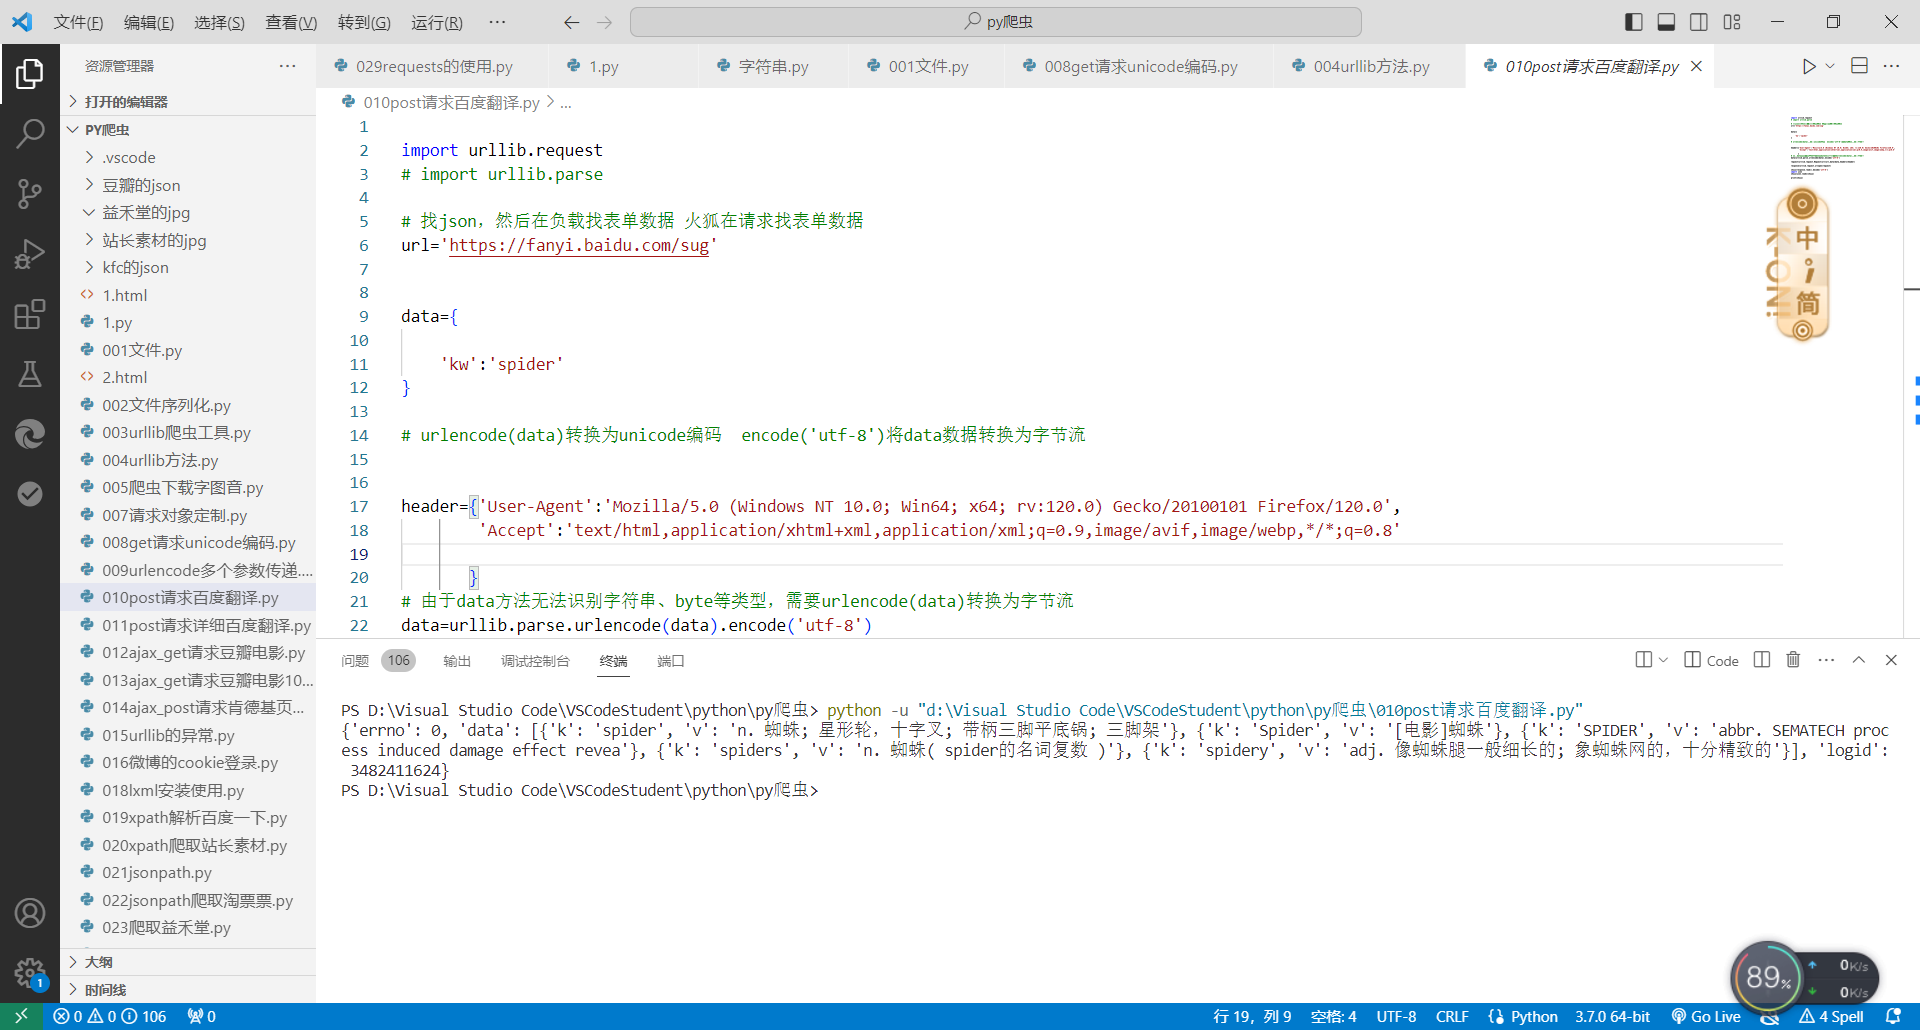 文件(F) 编辑(E) 选择(S) 查看(V) 转到(G) 运行(R) ··· py爬虫
资源管理器
打开的编辑器
PY爬虫
.vscode
豆瓣的json
益禾堂的jpg
站长素材的jpg
kfc的json
1.html
1.py
001文件.py
2.html
002文件序列化.py
003urllib爬虫工具.py
004urllib方法.py
005爬虫下载字图音.py
007请求对象定制.py
008get请求unicode编码.py
009urlencode多个参数传递....
010post请求百度翻译.py
011post请求详细百度翻译.py
012ajax_get请求豆瓣电影.py
013ajax_get请求豆瓣电影10...
014ajax_post请求肯德基页...
015urllib的异常.py
016微博的cookie登录.py
018lxml安装使用.py
019xpath解析百度一下.py
020xpath爬取站长素材.py
021jsonpath.py
022jsonpath爬取淘票票.py
023爬取益禾堂.py
大纲
时间线
029requests的使用.py 1.py 字符串.py 001文件.py 008get请求unicode编码.py 004urllib方法.py 010post请求百度翻译.py
010post请求百度翻译.py > ...
1
2 import urllib.request
3 # import urllib.parse
4
5 # 找json，然后在负载找表单数据 火狐在请求找表单数据
6 url='https://fanyi.baidu.com/sug'
7
8
9 data={
10
11 'kw':'spider'
12 }
13
14 # urlencode(data)转换为unicode编码  encode('utf-8')将data数据转换为字节流
15
16
17 header={'User-Agent':'Mozilla/5.0 (Windows NT 10.0; Win64; x64; rv:120.0) Gecko/20100101 Firefox/120.0',
18 'Accept':'text/html,application/xhtml+xml,application/xml;q=0.9,image/avif,image/webp,*/*;q=0.8'
19
20 }
21 # 由于data方法无法识别字符串、byte等类型，需要urlencode(data)转换为字节流
22 data=urllib.parse.urlencode(data).encode('utf-8')
K-ON!
中
i
简
问题 106 输出 调试控制台 终端 端口 Code
PS D:\Visual Studio Code\VSCodeStudent\python\py爬虫> python -u "d:\Visual Studio Code\VSCodeStudent\python\py爬虫\010post请求百度翻译.py"
{'errno': 0, 'data': [{'k': 'spider', 'v': 'n. 蜘蛛; 星形轮，十字叉; 带柄三脚平底锅; 三脚架'}, {'k': 'Spider', 'v': '[电影]蜘蛛'}, {'k': 'SPIDER', 'v': 'abbr. SEMATECH proc
ess induced damage effect revea'}, {'k': 'spiders', 'v': 'n. 蜘蛛( spider的名词复数 )'}, {'k': 'spidery', 'v': 'adj. 像蜘蛛腿一般细长的; 象蜘蛛网的，十分精致的'}], 'logid':
3482411624}
PS D:\Visual Studio Code\VSCodeStudent\python\py爬虫>
89%
0K/s
0K/s
1
0 0 106 0 行 19，列 9 空格: 4 UTF-8 CRLF Python 3.7.0 64-bit Go Live 4 Spell